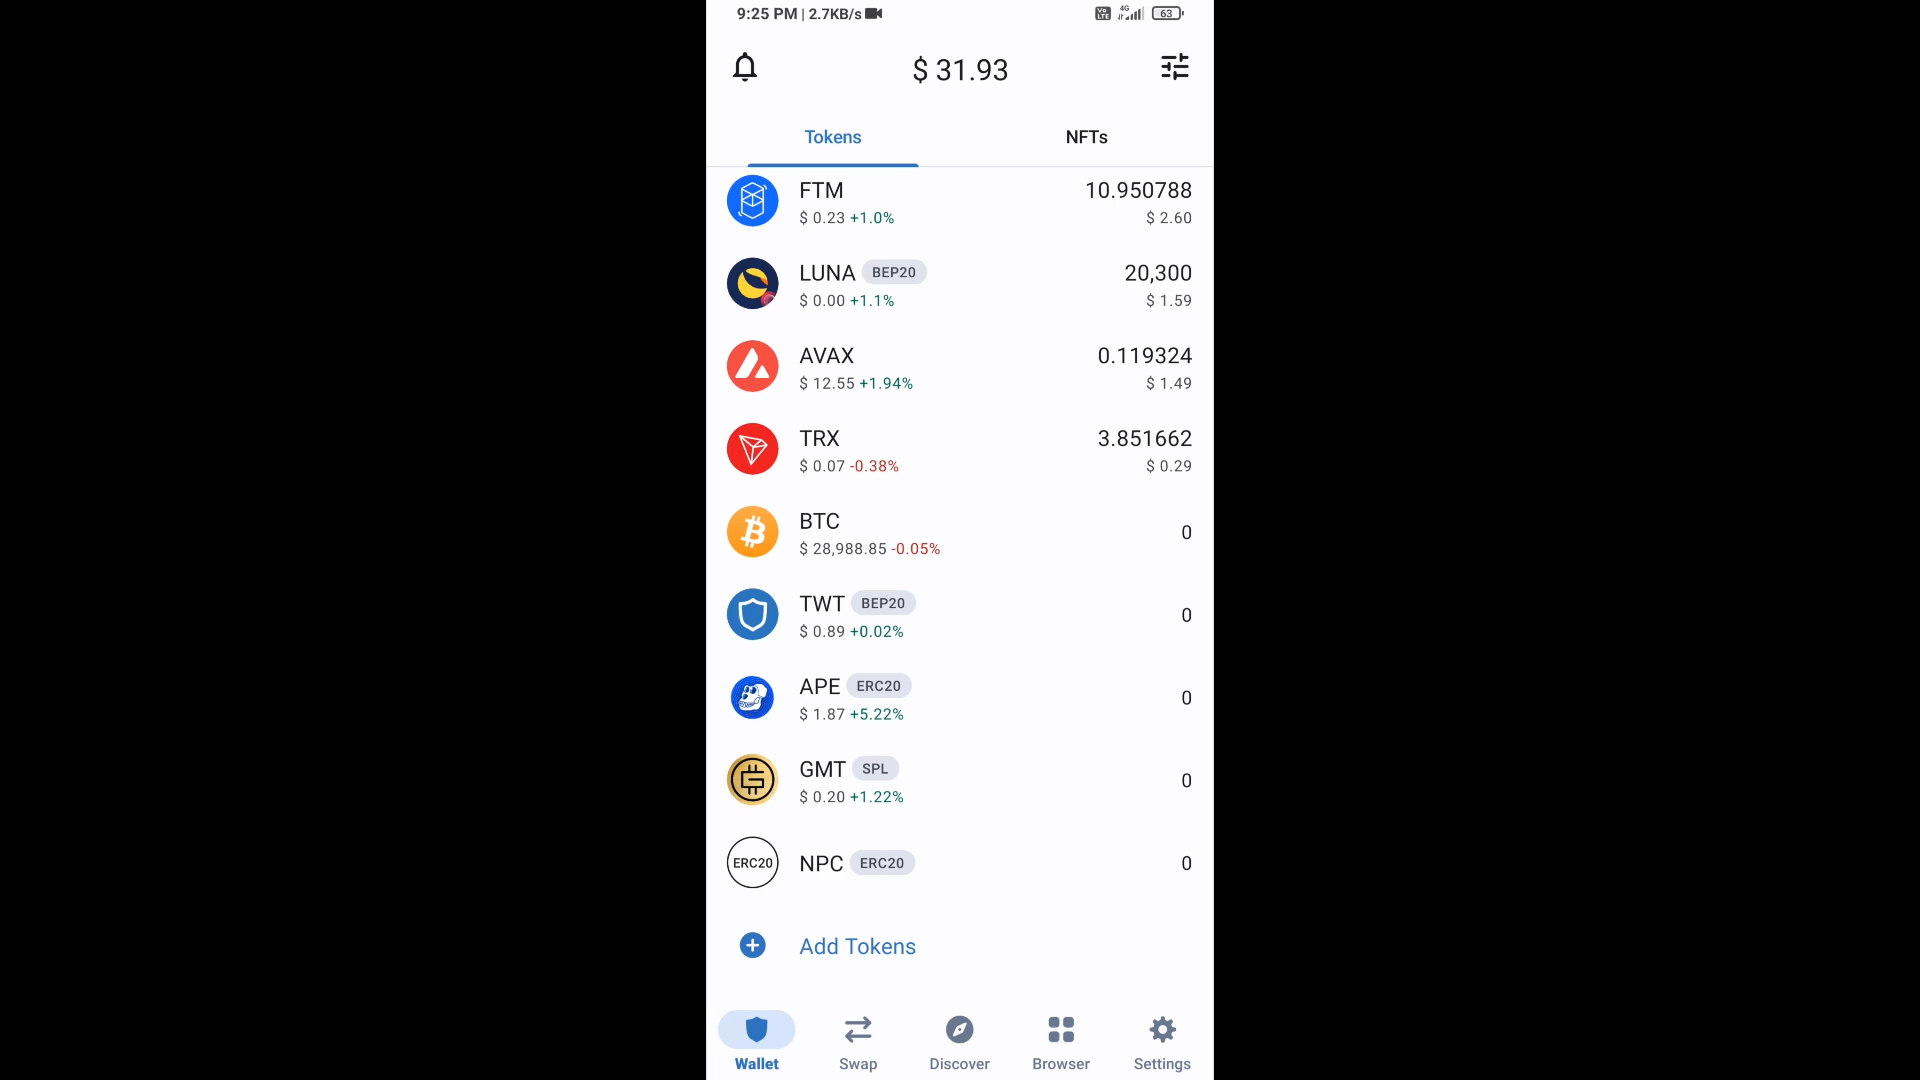 9:25 PM | 2.7KB/s
Vo LTE 4G 63
$ 31.93
Tokens NFTs
FTM 10.950788
$ 0.23 +1.0% $ 2.60
LUNA BEP20 20,300
$ 0.00 +1.1% $ 1.59
AVAX 0.119324
$ 12.55 +1.94% $ 1.49
TRX 3.851662
$ 0.07 -0.38% $ 0.29
BTC 0
$ 28,988.85 -0.05%
TWT BEP20 0
$ 0.89 +0.02%
APE ERC20 0
$ 1.87 +5.22%
GMT SPL 0
$ 0.20 +1.22%
ERC20 NPC ERC20 0
Add Tokens
Wallet Swap Discover Browser Settings